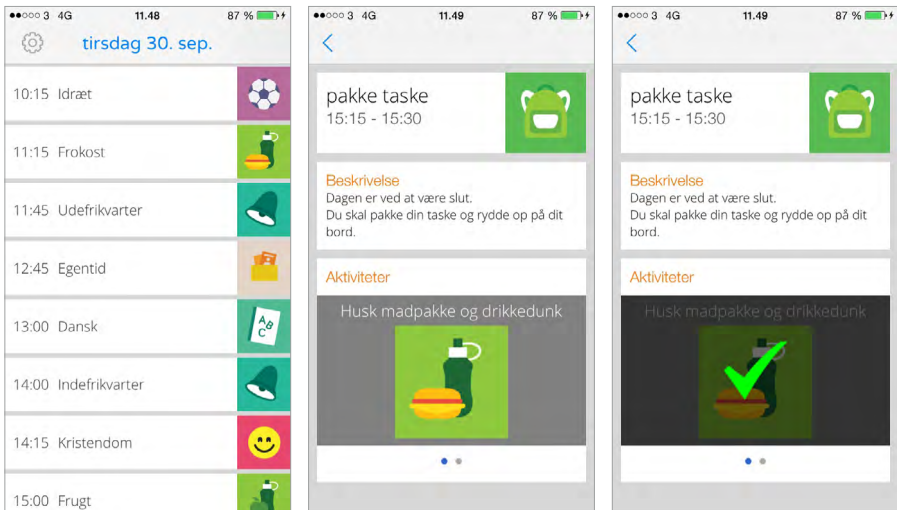 3 4G 11.48 87 %
tirsdag 30. sep.
10:15 Idræt
11:15 Frokost
11:45 Udefrikvarter
12:45 Egentid
13:00 Dansk
A B C
14:00 Indefrikvarter
14:15 Kristendom
15:00 Frugt
3 4G 11.49 87 %
pakke taske
15:15 - 15:30
Beskrivelse
Dagen er ved at være slut.
Du skal pakke din taske og rydde op på dit
bord.
Aktiviteter
Husk madpakke og drikkedunk
3 4G 11.49 87 %
pakke taske
15:15 - 15:30
Beskrivelse
Dagen er ved at være slut.
Du skal pakke din taske og rydde op på dit
bord.
Aktiviteter
Husk madpakke og drikkedunk